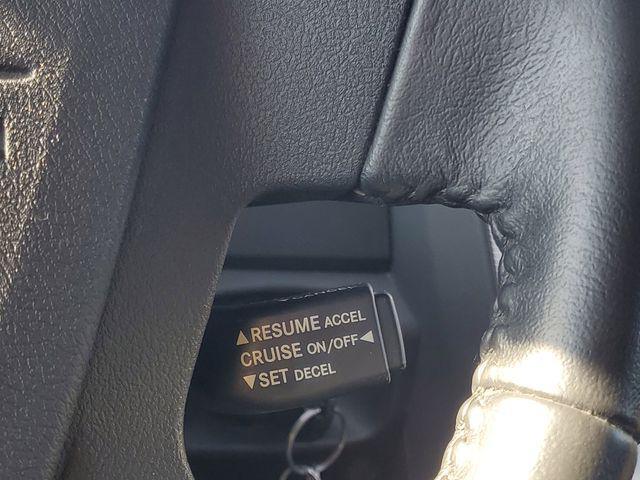 ▲RESUME ACCEL
CRUISE ON/OFF◀
▼SET DECEL